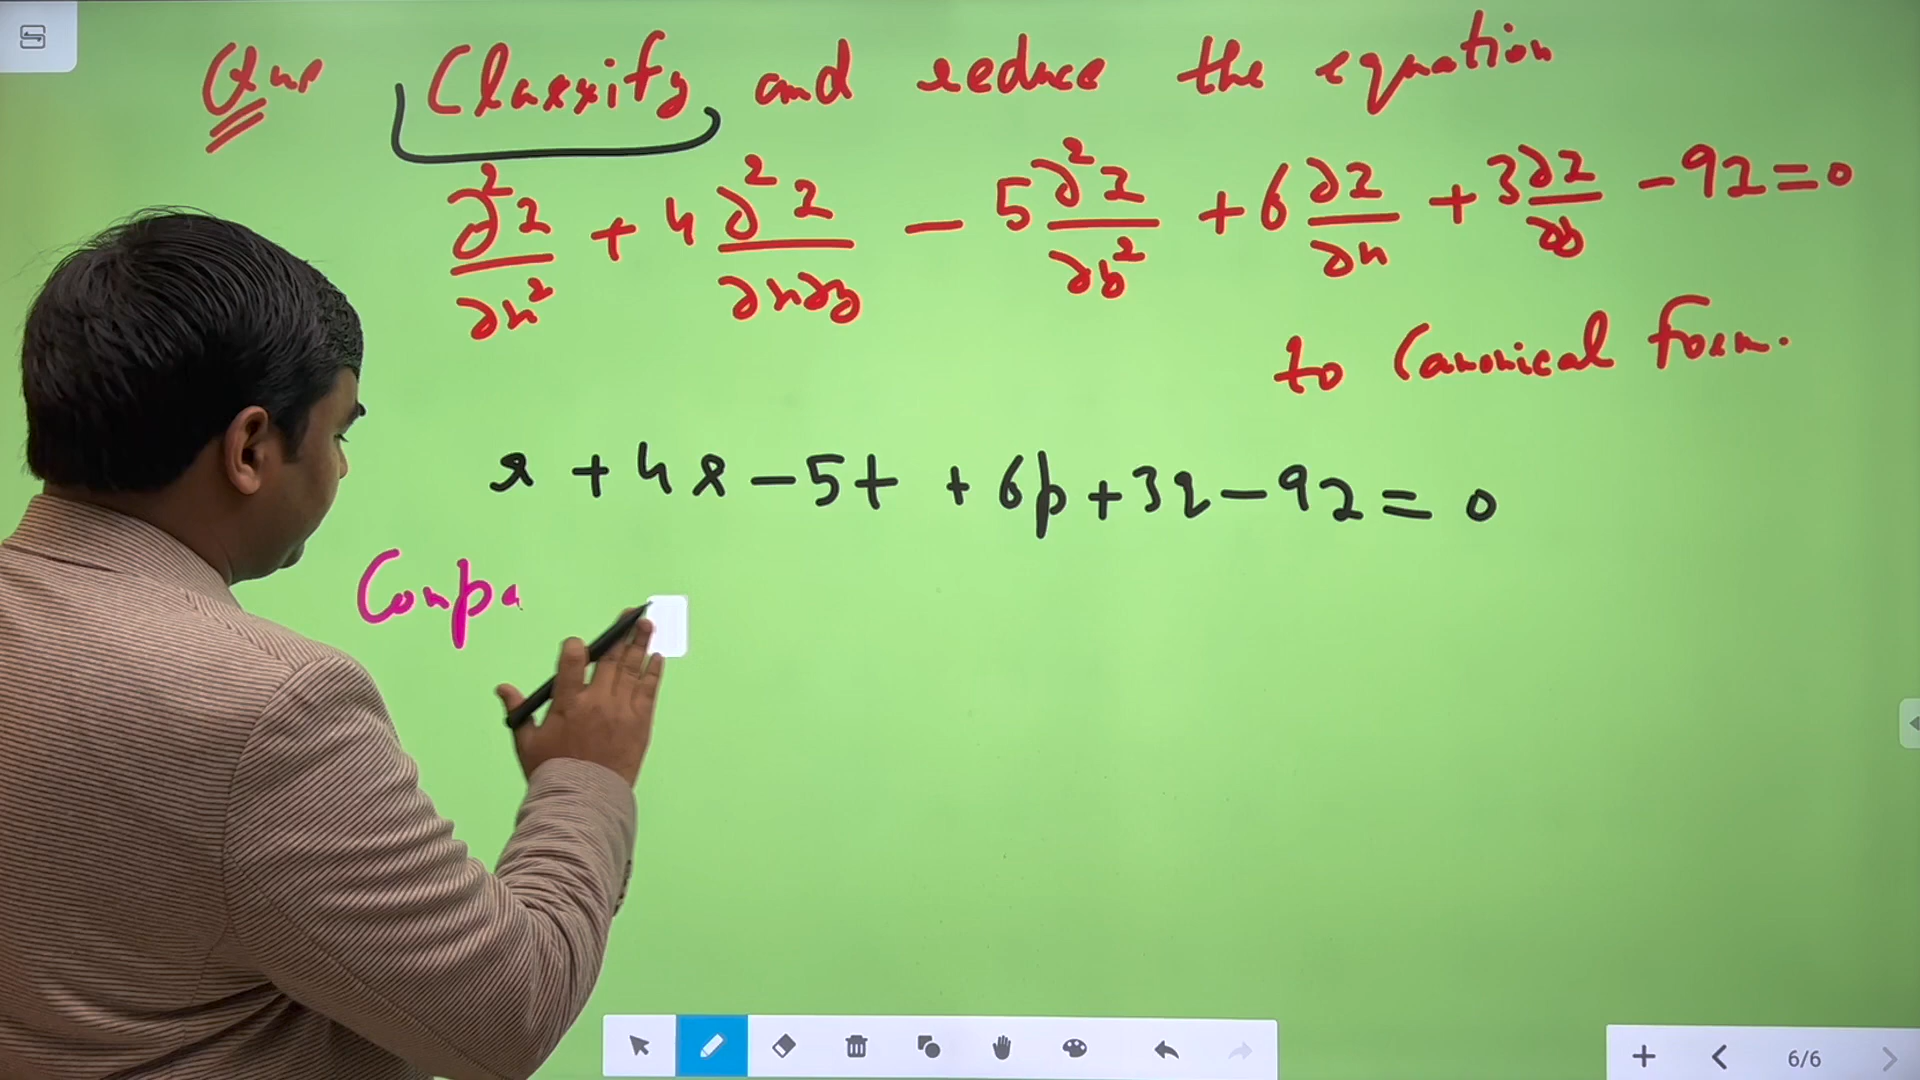 Que Classify and reduce the equation
∂²z/∂x² + 4 ∂²z/∂x∂y − 5 ∂²z/∂y² + 6 ∂z/∂x + 3 ∂z/∂y − 9z = 0
to Canonical form.
r + 4s − 5t + 6p + 3q − 9z = 0
Compa
6/6